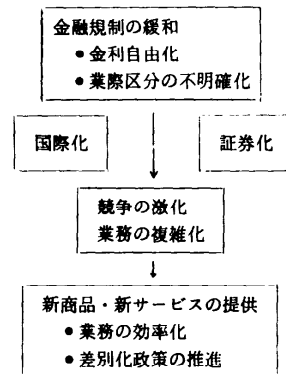 金融規制の緩和
● 金利自由化
● 業際区分の不明確化
国際化
証券化
競争の激化
業務の複雑化
新商品・新サービスの提供
● 業務の効率化
● 差別化政策の推進